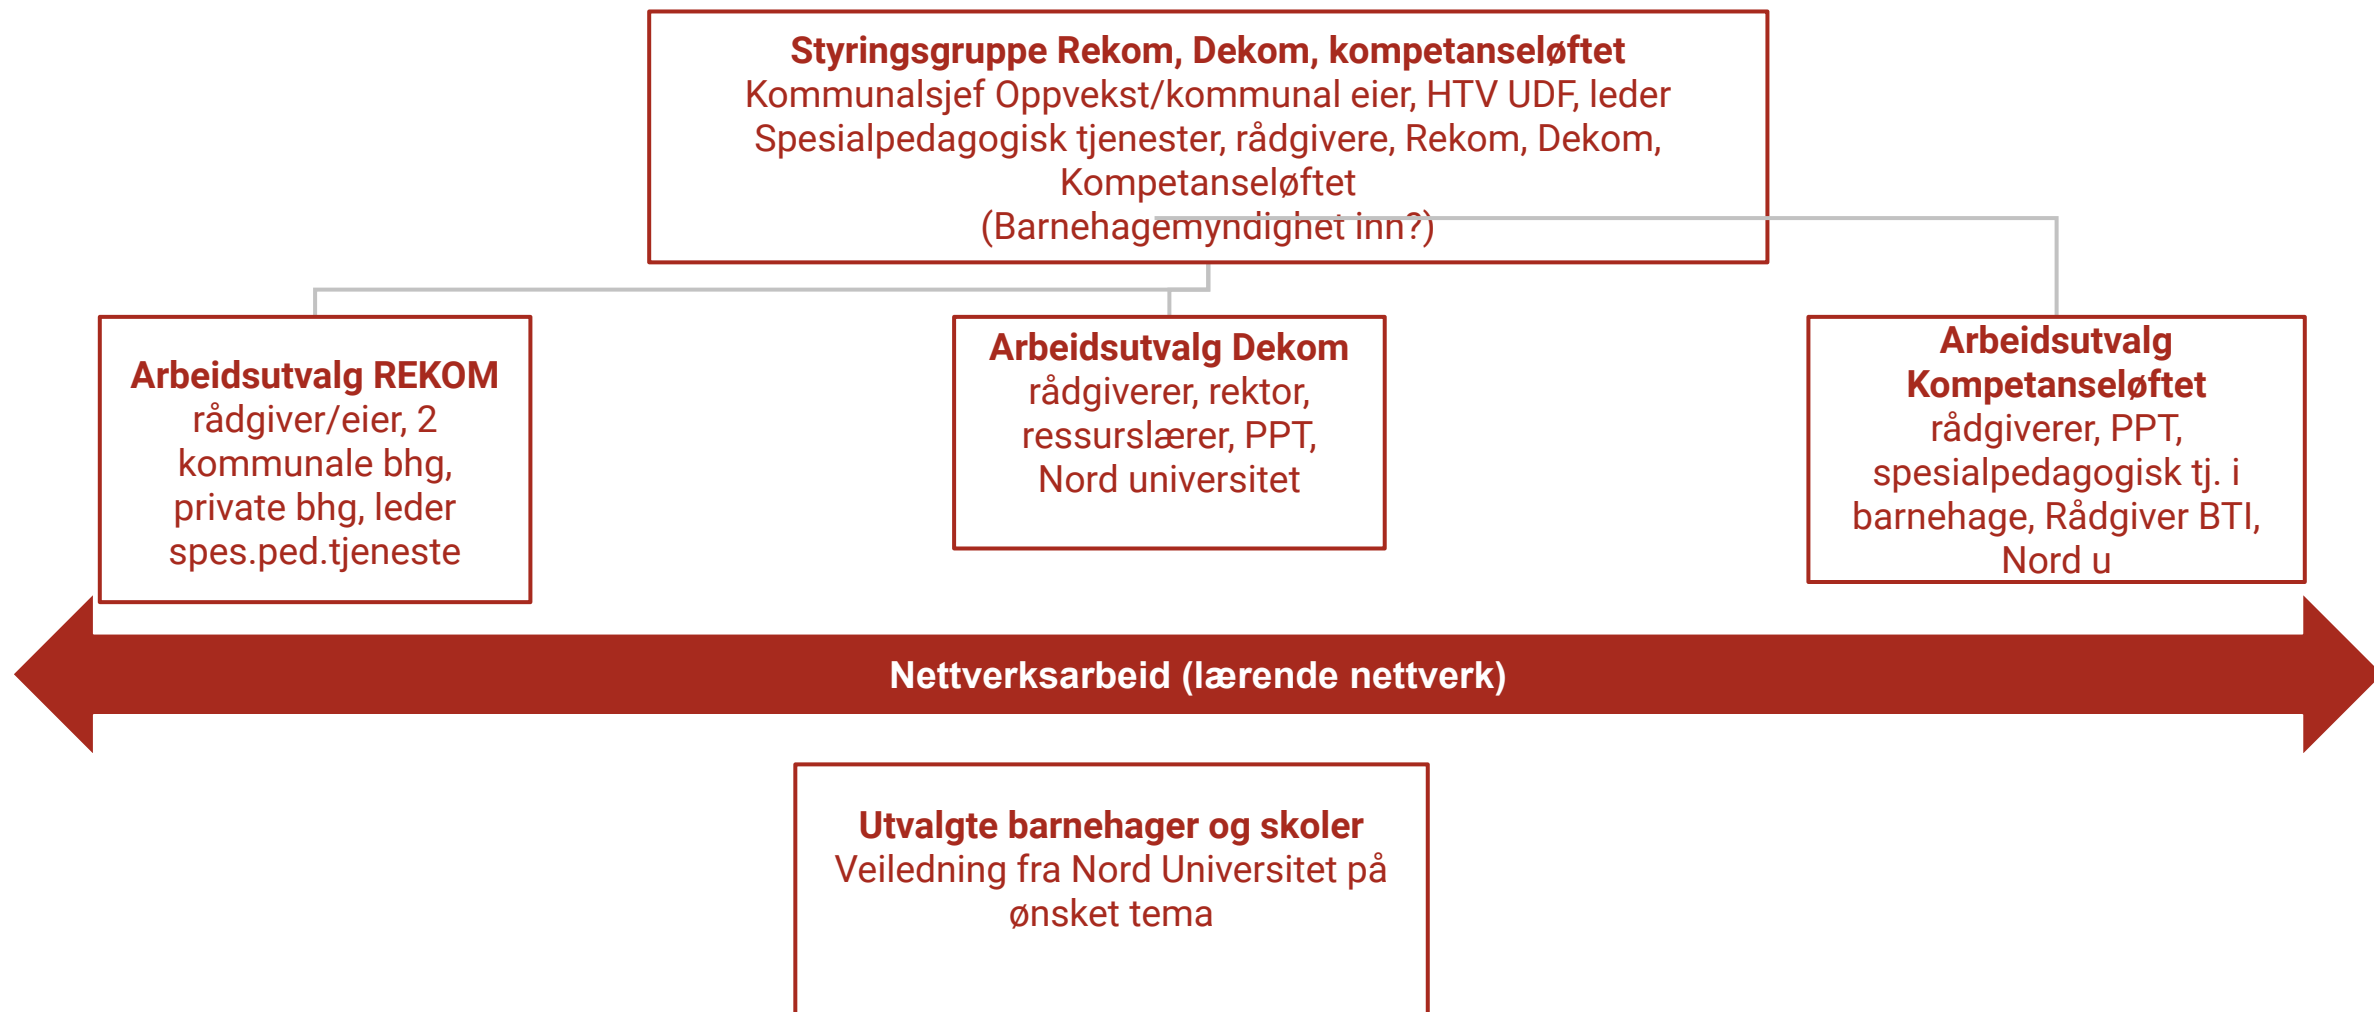 Styringsgruppe Rekom, Dekom, kompetanseløftet
Kommunalsjef Oppvekst/kommunal eier, HTV UDF, leder
Spesialpedagogisk tjenester, rådgivere, Rekom, Dekom,
Kompetanseløftet
(Barnehagemyndighet inn?)
Arbeidsutvalg REKOM
rådgiver/eier, 2
kommunale bhg,
private bhg, leder
spes.ped.tjeneste
Arbeidsutvalg Dekom
rådgiverer, rektor,
ressurslærer, PPT,
Nord universitet
Arbeidsutvalg
Kompetanseløftet
rådgiverer, PPT,
spesialpedagogisk tj. i
barnehage, Rådgiver BTI,
Nord u
Nettverksarbeid (lærende nettverk)
Utvalgte barnehager og skoler
Veiledning fra Nord Universitet på
ønsket tema